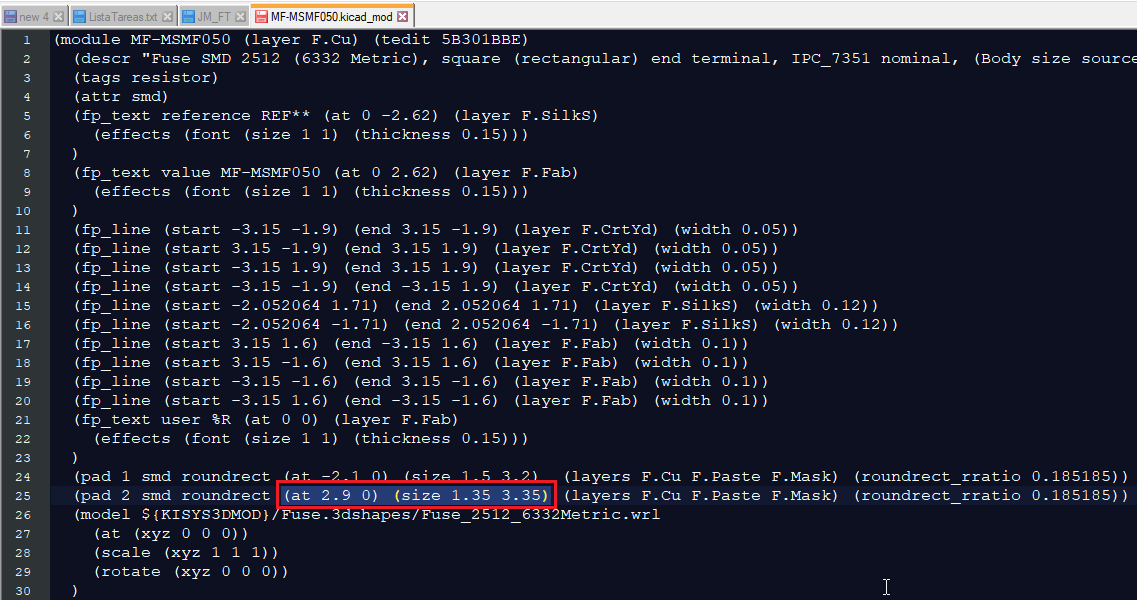 new 4 ListaTareas.txt JM_FT MF-MSMF050.kicad_mod
1 (module MF-MSMF050 (layer F.Cu) (tedit 5B301BBE)
2 (descr "Fuse SMD 2512 (6332 Metric), square (rectangular) end terminal, IPC_7351 nominal, (Body size source
3 (tags resistor)
4 (attr smd)
5 (fp_text reference REF** (at 0 -2.62) (layer F.SilkS)
6 (effects (font (size 1 1) (thickness 0.15)))
7 )
8 (fp_text value MF-MSMF050 (at 0 2.62) (layer F.Fab)
9 (effects (font (size 1 1) (thickness 0.15)))
10 )
11 (fp_line (start -3.15 -1.9) (end 3.15 -1.9) (layer F.CrtYd) (width 0.05))
12 (fp_line (start 3.15 -1.9) (end 3.15 1.9) (layer F.CrtYd) (width 0.05))
13 (fp_line (start -3.15 1.9) (end 3.15 1.9) (layer F.CrtYd) (width 0.05))
14 (fp_line (start -3.15 -1.9) (end -3.15 1.9) (layer F.CrtYd) (width 0.05))
15 (fp_line (start -2.052064 1.71) (end 2.052064 1.71) (layer F.SilkS) (width 0.12))
16 (fp_line (start -2.052064 -1.71) (end 2.052064 -1.71) (layer F.SilkS) (width 0.12))
17 (fp_line (start 3.15 1.6) (end -3.15 1.6) (layer F.Fab) (width 0.1))
18 (fp_line (start 3.15 -1.6) (end 3.15 1.6) (layer F.Fab) (width 0.1))
19 (fp_line (start -3.15 -1.6) (end 3.15 -1.6) (layer F.Fab) (width 0.1))
20 (fp_line (start -3.15 1.6) (end -3.15 -1.6) (layer F.Fab) (width 0.1))
21 (fp_text user %R (at 0 0) (layer F.Fab)
22 (effects (font (size 1 1) (thickness 0.15)))
23 )
24 (pad 1 smd roundrect (at -2.1 0) (size 1.5 3.2) (layers F.Cu F.Paste F.Mask) (roundrect_rratio 0.185185))
25 (pad 2 smd roundrect (at 2.9 0) (size 1.35 3.35) (layers F.Cu F.Paste F.Mask) (roundrect_rratio 0.185185))
26 (model ${KISYS3DMOD}/Fuse.3dshapes/Fuse_2512_6332Metric.wrl
27 (at (xyz 0 0 0))
28 (scale (xyz 1 1 1))
29 (rotate (xyz 0 0 0))
30 )